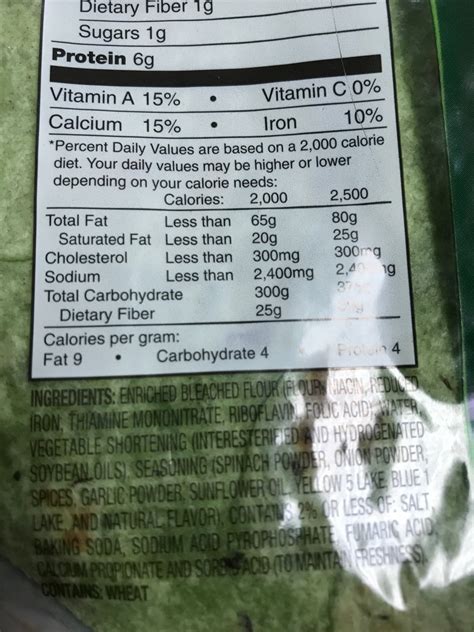 Dietary Fiber 1g
Sugars 1g
Protein 6g
Vitamin A 15% • Vitamin C 0%
Calcium 15% • Iron 10%
*Percent Daily Values are based on a 2,000 calorie
diet. Your daily values may be higher or lower
depending on your calorie needs:
Calories: 2,000 2,500
Total Fat Less than 65g 80g
Saturated Fat Less than 20g 25g
Cholesterol Less than 300mg 300mg
Sodium Less than 2,400mg
Total Carbohydrate 300g
Dietary Fiber 25g
Calories per gram:
Fat 9 • Carbohydrate 4 • Protein 4
INGREDIENTS: ENRICHED BLEACHED FLOUR (FLOUR, NIACIN, REDUCED
IRON, THIAMINE MONONITRATE, RIBOFLAVIN, FOLIC ACID), WATER,
VEGETABLE SHORTENING (INTERESTERIFIED AND HYDROGENATED
SOYBEAN OILS), SEASONING (SPINACH POWDER, ONION POWDER,
SPICES, GARLIC POWDER, SUNFLOWER OIL, YELLOW 5 LAKE, BLUE 1
LAKE, AND NATURAL FLAVOR), CONTAINS 2% OR LESS OF: SALT,
BAKING SODA, SODIUM ACID PYROPHOSPHATE, FUMARIC ACID,
CALCIUM PROPIONATE AND SORBIC ACID (TO MAINTAIN FRESHNESS).
CONTAINS: WHEAT